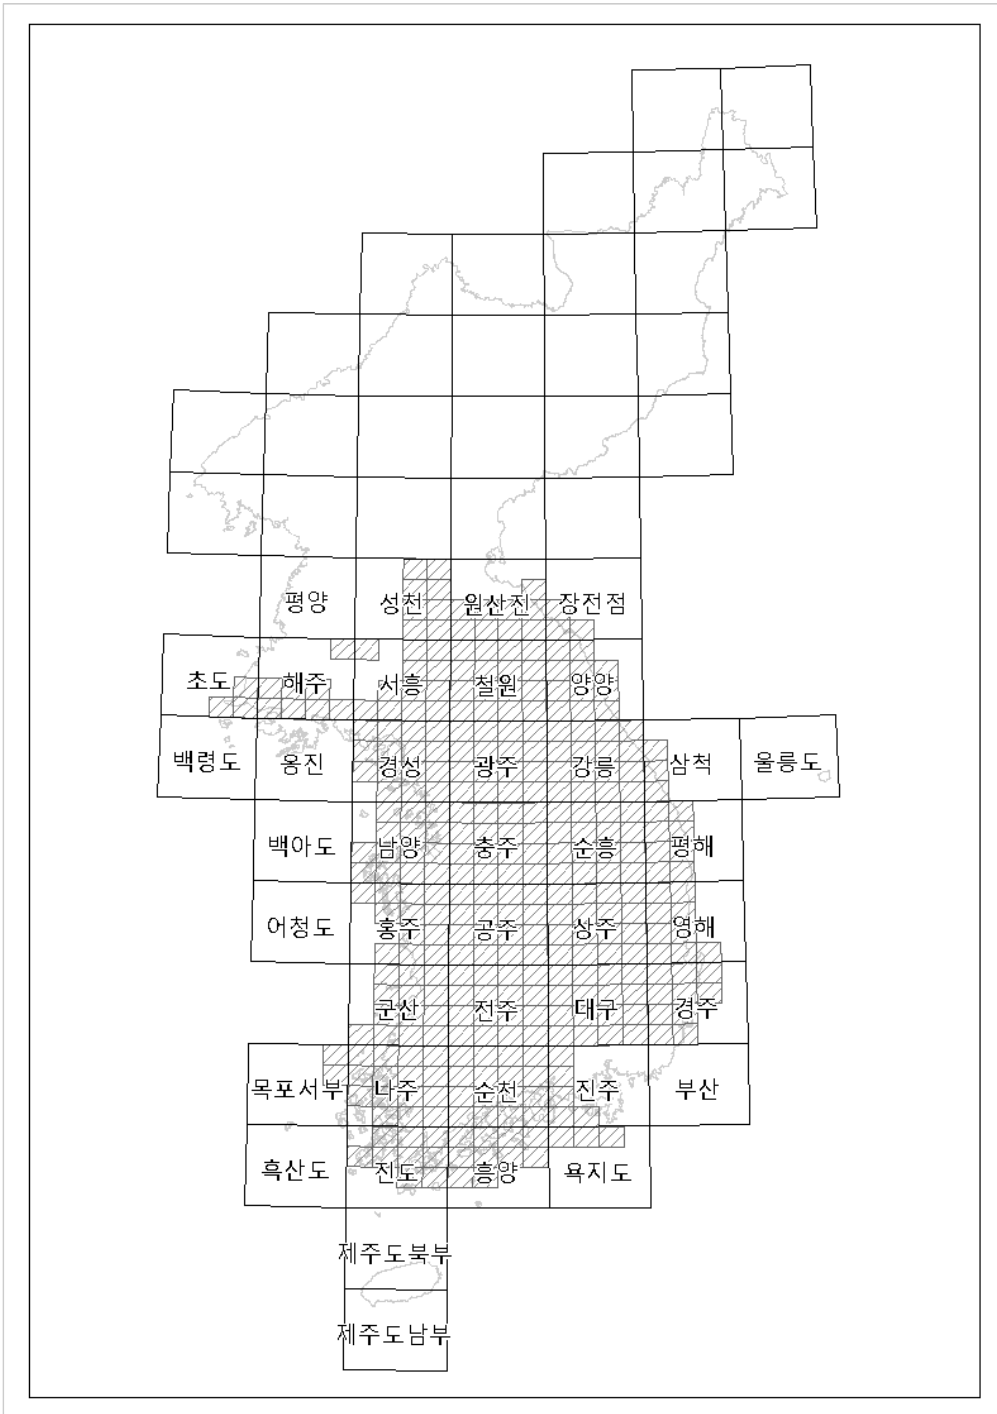 평양 성천 원산진 장전점
초도 해주 서흥 철원 양양
백령도 옹진 경성 광주 강릉 삼척 울릉도
백아도 남양 충주 순흥 평해
어청도 홍주 공주 상주 영해
군산 전주 대구 경주
목포서부 나주 순천 진주 부산
흑산도 진도 흥양 욕지도
제주도북부
제주도남부